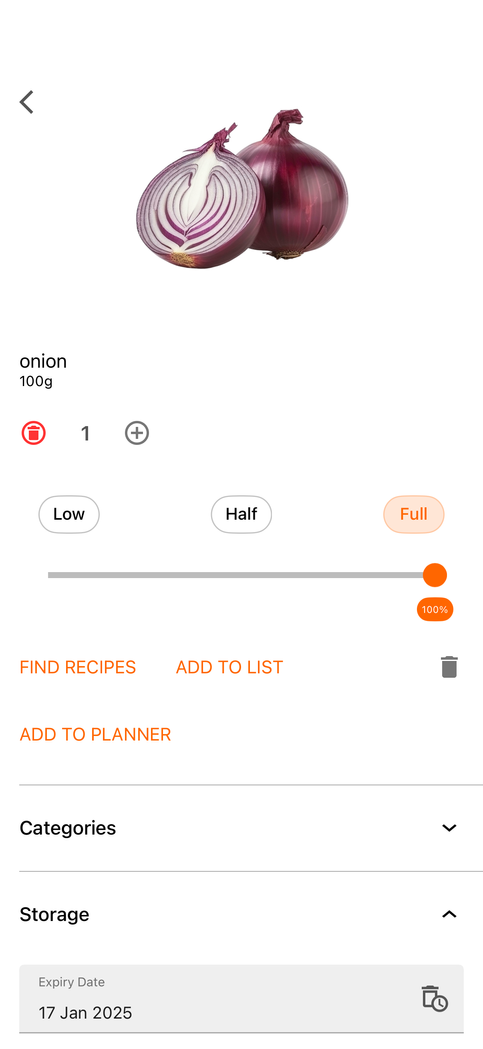 onion
100g
1
Low Half Full
100%
FIND RECIPES ADD TO LIST
ADD TO PLANNER
Categories
Storage
Expiry Date
17 Jan 2025